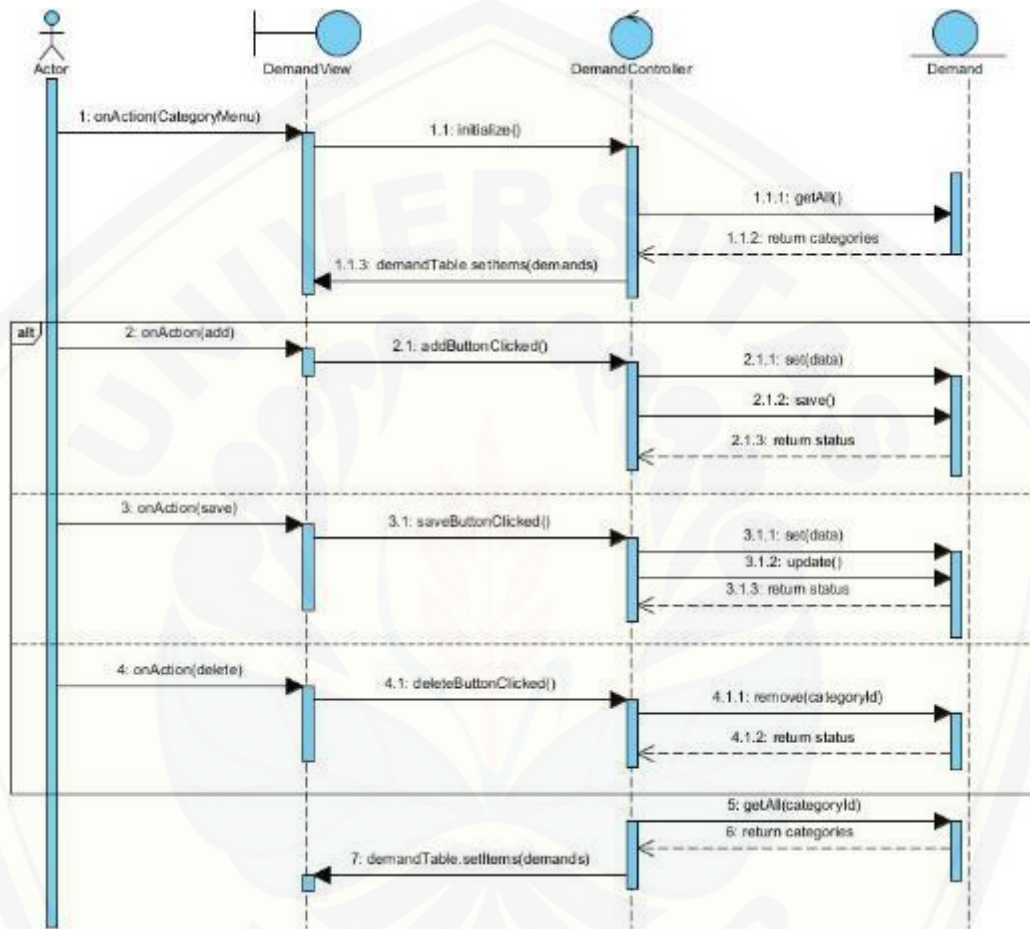 Actor
DemandView
DemandController
Demand
1: onAction(CategoryMenu)
1.1: initialize()
1.1.1: getAll()
1.1.2: return categories
1.1.3: demandTable.setItems(demands)
alt
2: onAction(add)
2.1: addButtonClicked()
2.1.1: set(data)
2.1.2: save()
2.1.3: return status
3: onAction(save)
3.1: saveButtonClicked()
3.1.1: set(data)
3.1.2: update()
3.1.3: return status
4: onAction(delete)
4.1: deleteButtonClicked()
4.1.1: remove(categoryId)
4.1.2: return status
5: getAll(categoryId)
6: return categories
7: demandTable.setItems(demands)
UNIVERSITAS